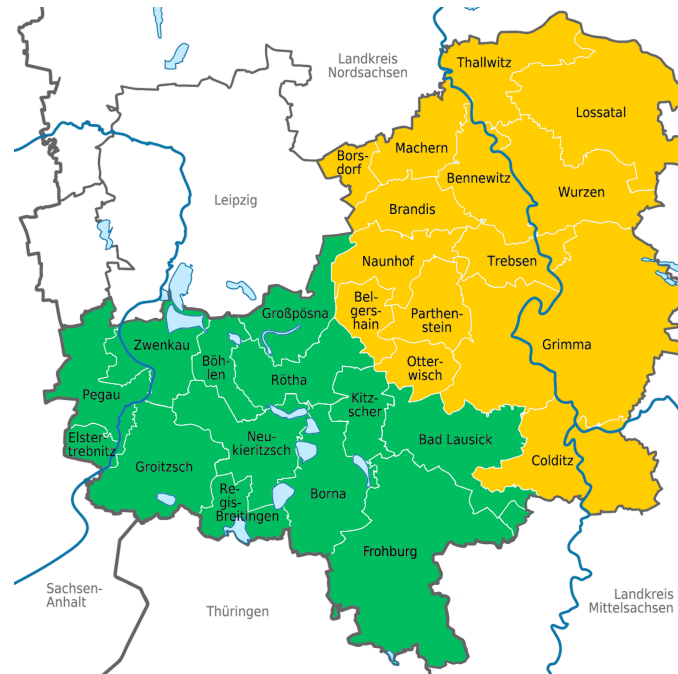 Landkreis
Nordsachsen
Thallwitz
Lossatal
Machern
Bors-
dorf
Bennewitz
Wurzen
Leipzig
Brandis
Naunhof
Trebsen
Bel-
gers-
hain
Parthen-
stein
Großpösna
Zwenkau
Böh-
len
Otter-
wisch
Grimma
Rötha
Pegau
Kitz-
scher
Elster-
trebnitz
Neu-
kieritzsch
Bad Lausick
Groitzsch
Colditz
Re-
gis-
Breitingen
Borna
Frohburg
Sachsen-
Anhalt
Thüringen
Landkreis
Mittelsachsen